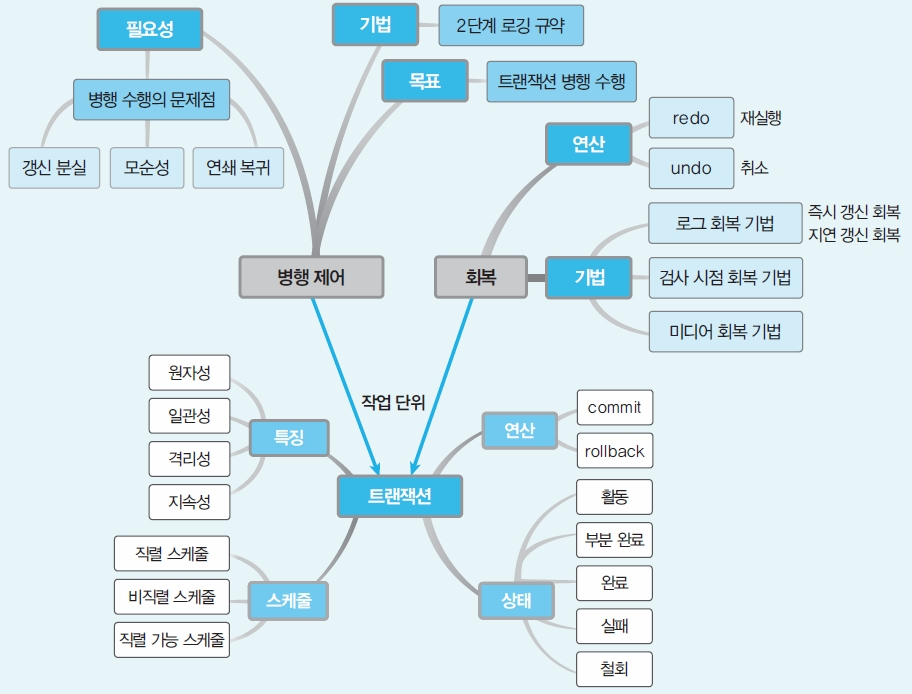 필요성
병행 수행의 문제점
갱신 분실
모순성
연쇄 복귀
기법
2단계 로깅 규약
목표
트랜잭션 병행 수행
병행 제어
회복
연산
redo
재실행
undo
취소
기법
로그 회복 기법
즉시 갱신 회복
지연 갱신 회복
검사 시점 회복 기법
미디어 회복 기법
작업 단위
트랜잭션
특징
원자성
일관성
격리성
지속성
스케줄
직렬 스케줄
비직렬 스케줄
직렬 가능 스케줄
연산
commit
rollback
상태
활동
부분 완료
완료
실패
철회